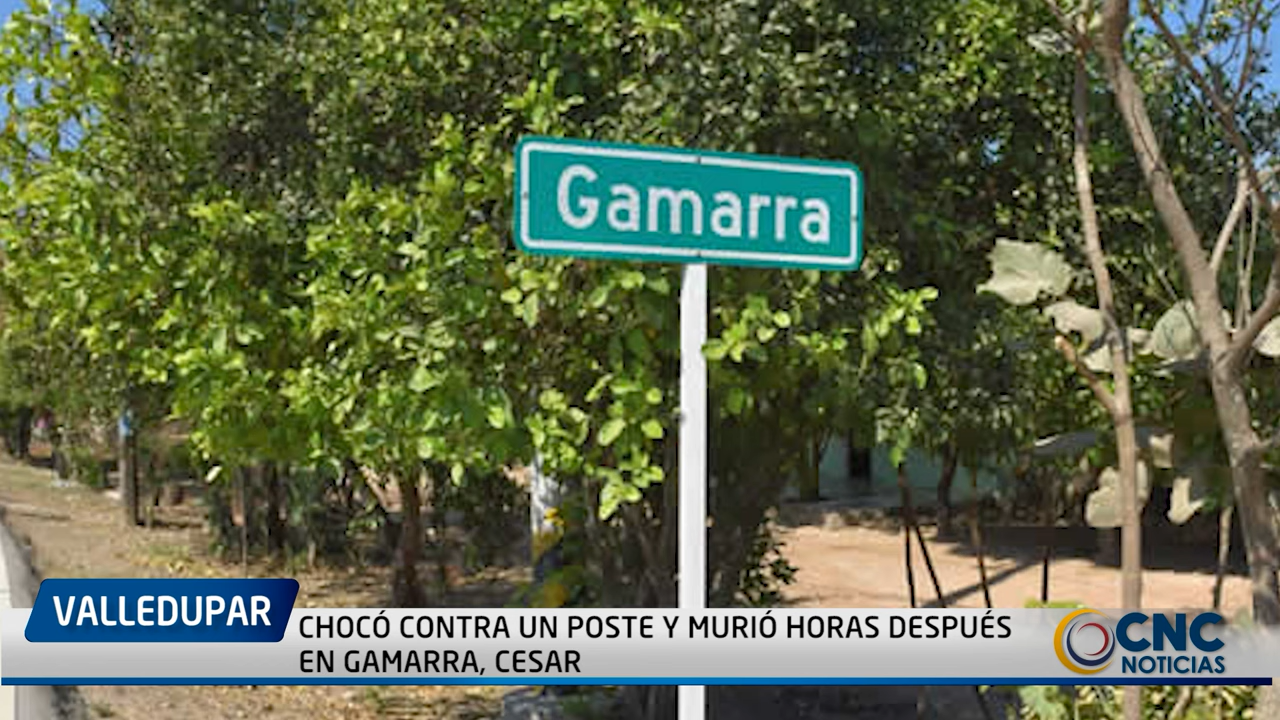 Gamarra
VALLEDUPAR
CHOCÓ CONTRA UN POSTE Y MURIÓ HORAS DESPUÉS
EN GAMARRA, CESAR
CNC
NOTICIAS